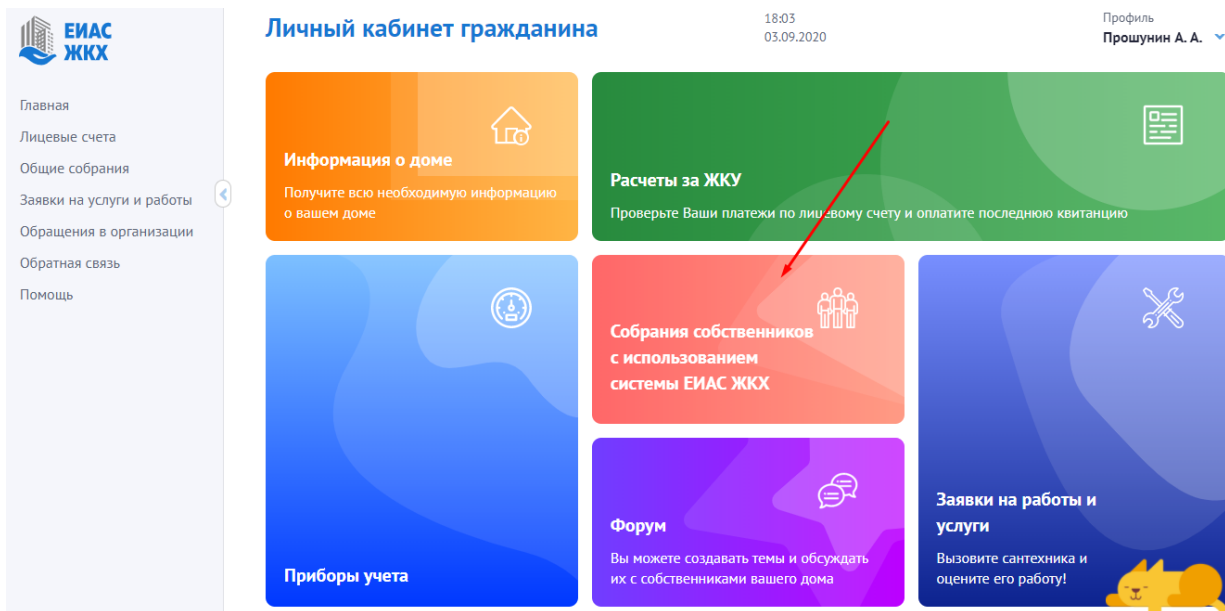 ЕИАС
ЖКХ
Личный кабинет гражданина
18:03
03.09.2020
Профиль
Прошунин А. А.
Главная
Лицевые счета
Общие собрания
Заявки на услуги и работы
Обращения в организации
Обратная связь
Помощь
Информация о доме
Получите всю необходимую информацию
о вашем доме
Расчеты за ЖКУ
Проверьте Ваши платежи по лицевому счету и оплатите последнюю квитанцию
Приборы учета
Собрания собственников
с использованием
системы ЕИАС ЖКХ
Форум
Вы можете создавать темы и обсуждать
их с собственниками вашего дома
Заявки на работы и
услуги
Вызовите сантехника и
оцените его работу!